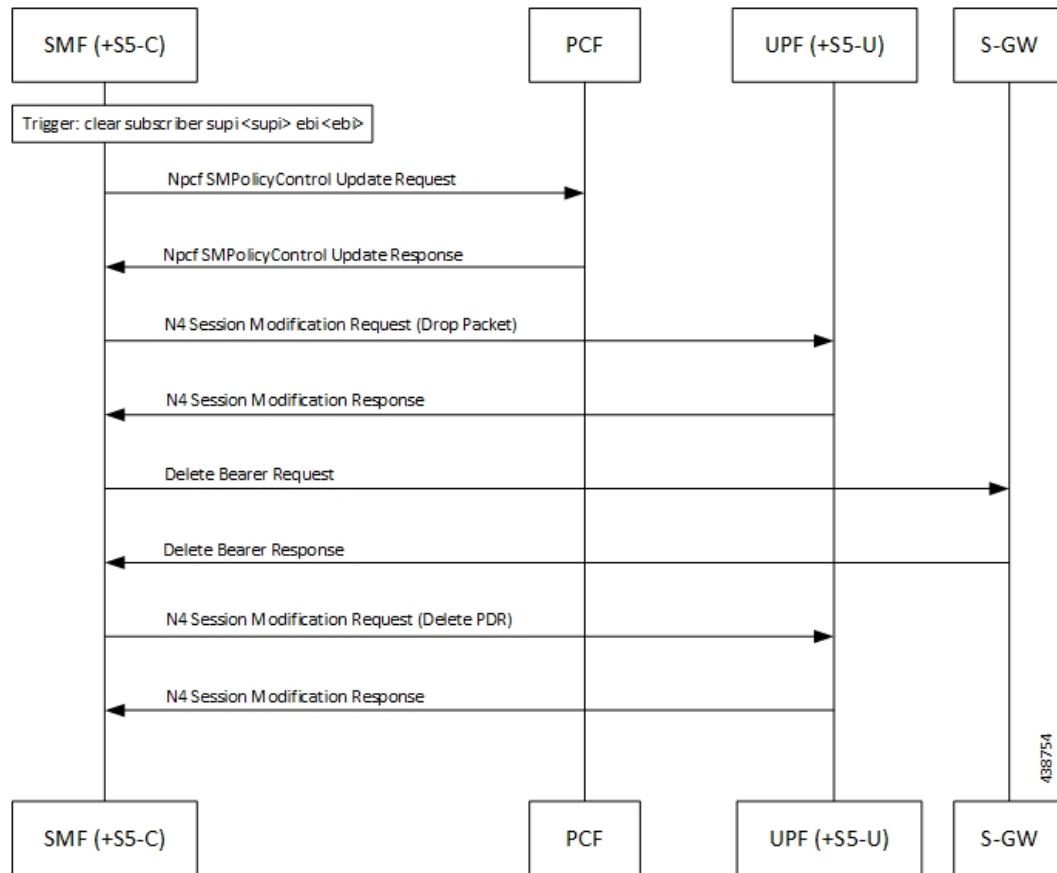 SMF (+S5-C)
PCF
UPF (+S5-U)
S-GW
Trigger: clear subscriber supi <supi> ebi <ebi>
Npcf SMPolicyControl Update Request
Npcf SMPolicyControl Update Response
N4 Session Modification Request (Drop Packet)
N4 Session Modification Response
Delete Bearer Request
Delete Bearer Response
N4 Session Modification Request (Delete PDR)
N4 Session Modification Response
438754
SMF (+S5-C)
PCF
UPF (+S5-U)
S-GW